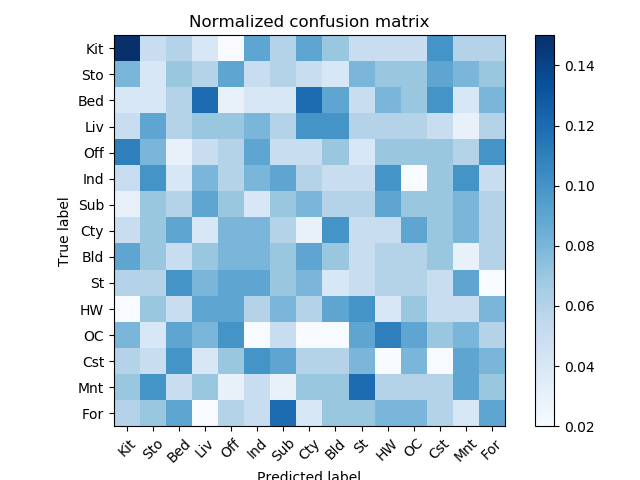 Normalized confusion matrix
True label
Kit
Sto
Bed
Liv
Off
Ind
Sub
Cty
Bld
St
HW
OC
Cst
Mnt
For
Kit Sto Bed Liv Off Ind Sub Cty Bld St HW OC Cst Mnt For
Predicted label
0.14
0.12
0.10
0.08
0.06
0.04
0.02